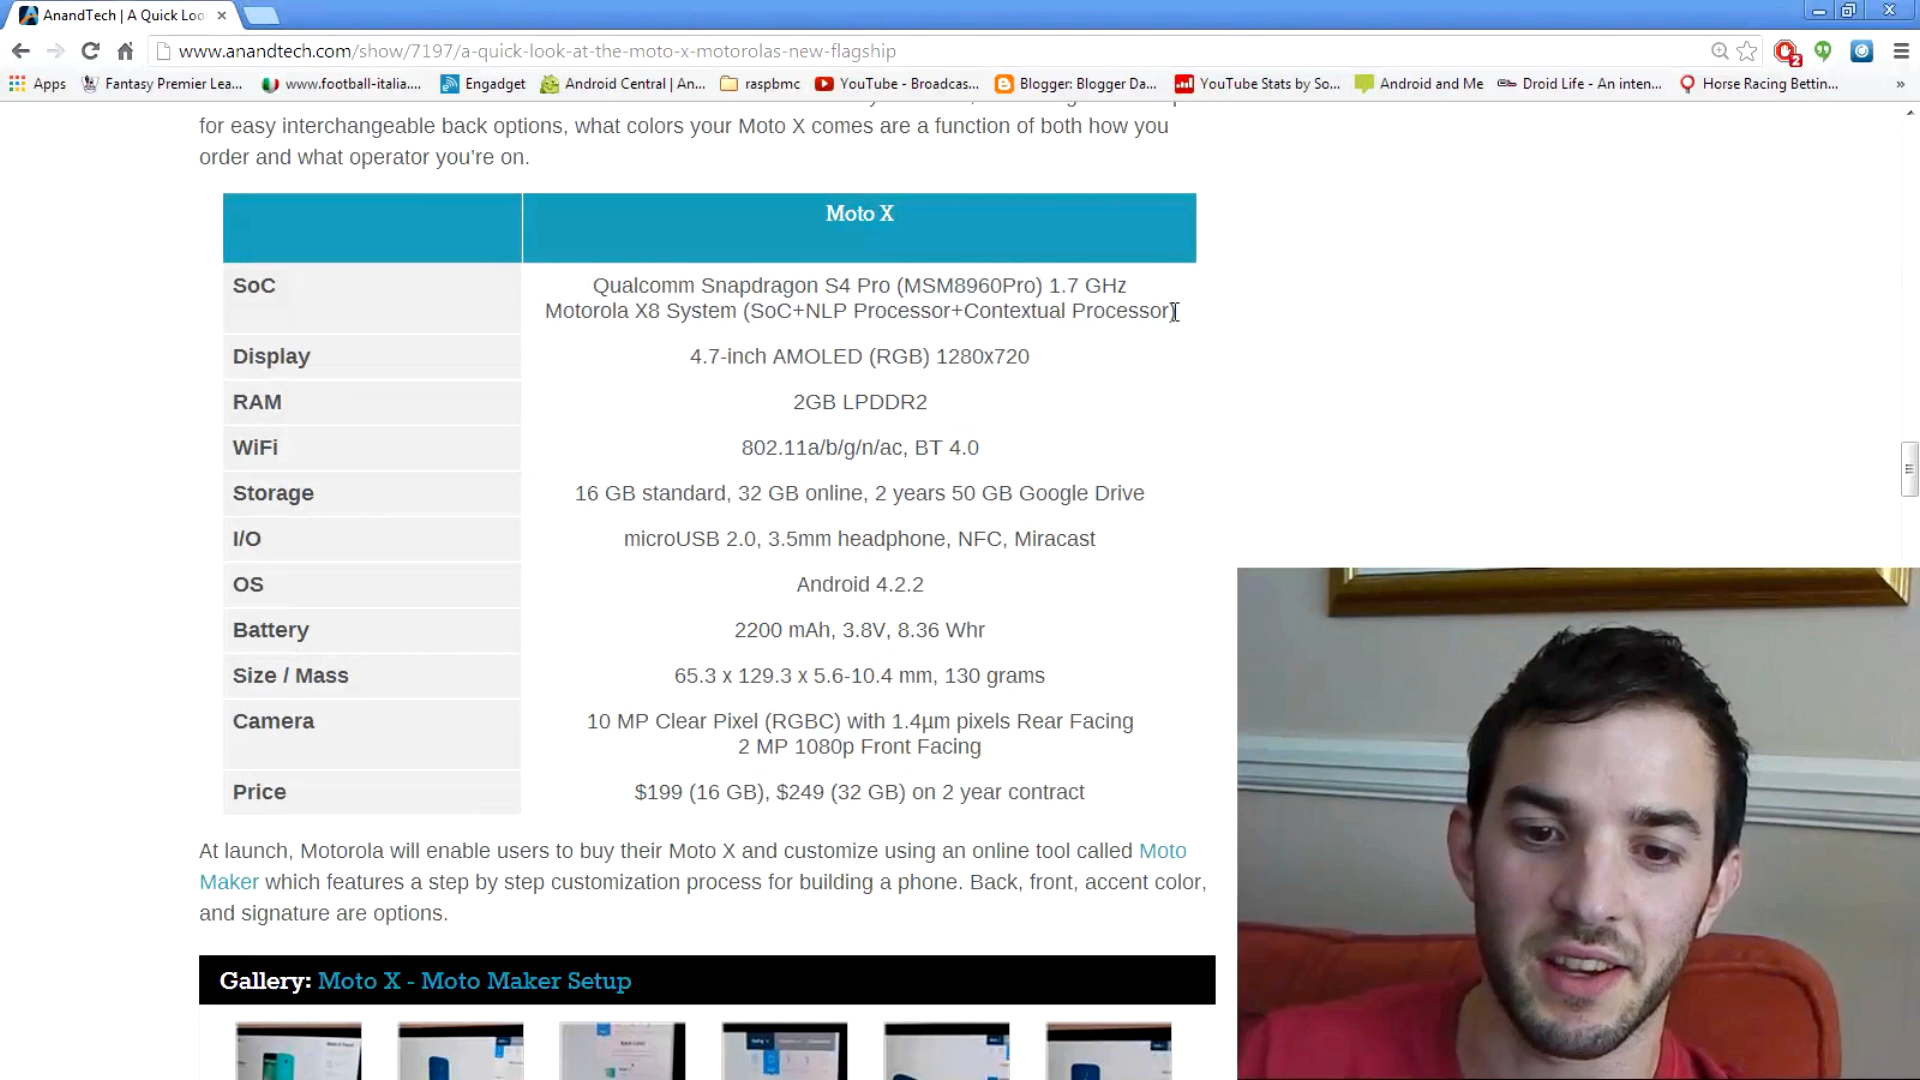 AnandTech | A Quick Loo
www.anandtech.com/show/7197/a-quick-look-at-the-moto-x-motorolas-new-flagship
2
Apps Fantasy Premier Lea... www.football-italia.... Engadget Android Central | An... raspbmc YouTube - Broadcas... Blogger: Blogger Da... YouTube Stats by So... Android and Me Droid Life - An inten... Horse Racing Bettin... »
for easy interchangeable back options, what colors your Moto X comes are a function of both how you
order and what operator you’re on.
Moto X
SoC
Qualcomm Snapdragon S4 Pro (MSM8960Pro) 1.7 GHz
Motorola X8 System (SoC+NLP Processor+Contextual Processor)
Display 4.7-inch AMOLED (RGB) 1280x720
RAM 2GB LPDDR2
WiFi 802.11a/b/g/n/ac, BT 4.0
Storage 16 GB standard, 32 GB online, 2 years 50 GB Google Drive
I/O microUSB 2.0, 3.5mm headphone, NFC, Miracast
OS Android 4.2.2
Battery 2200 mAh, 3.8V, 8.36 Whr
Size / Mass 65.3 x 129.3 x 5.6-10.4 mm, 130 grams
Camera 10 MP Clear Pixel (RGBC) with 1.4µm pixels Rear Facing
2 MP 1080p Front Facing
Price $199 (16 GB), $249 (32 GB) on 2 year contract
At launch, Motorola will enable users to buy their Moto X and customize using an online tool called Moto
Maker which features a step by step customization process for building a phone. Back, front, accent color,
and signature are options.
Gallery: Moto X - Moto Maker Setup